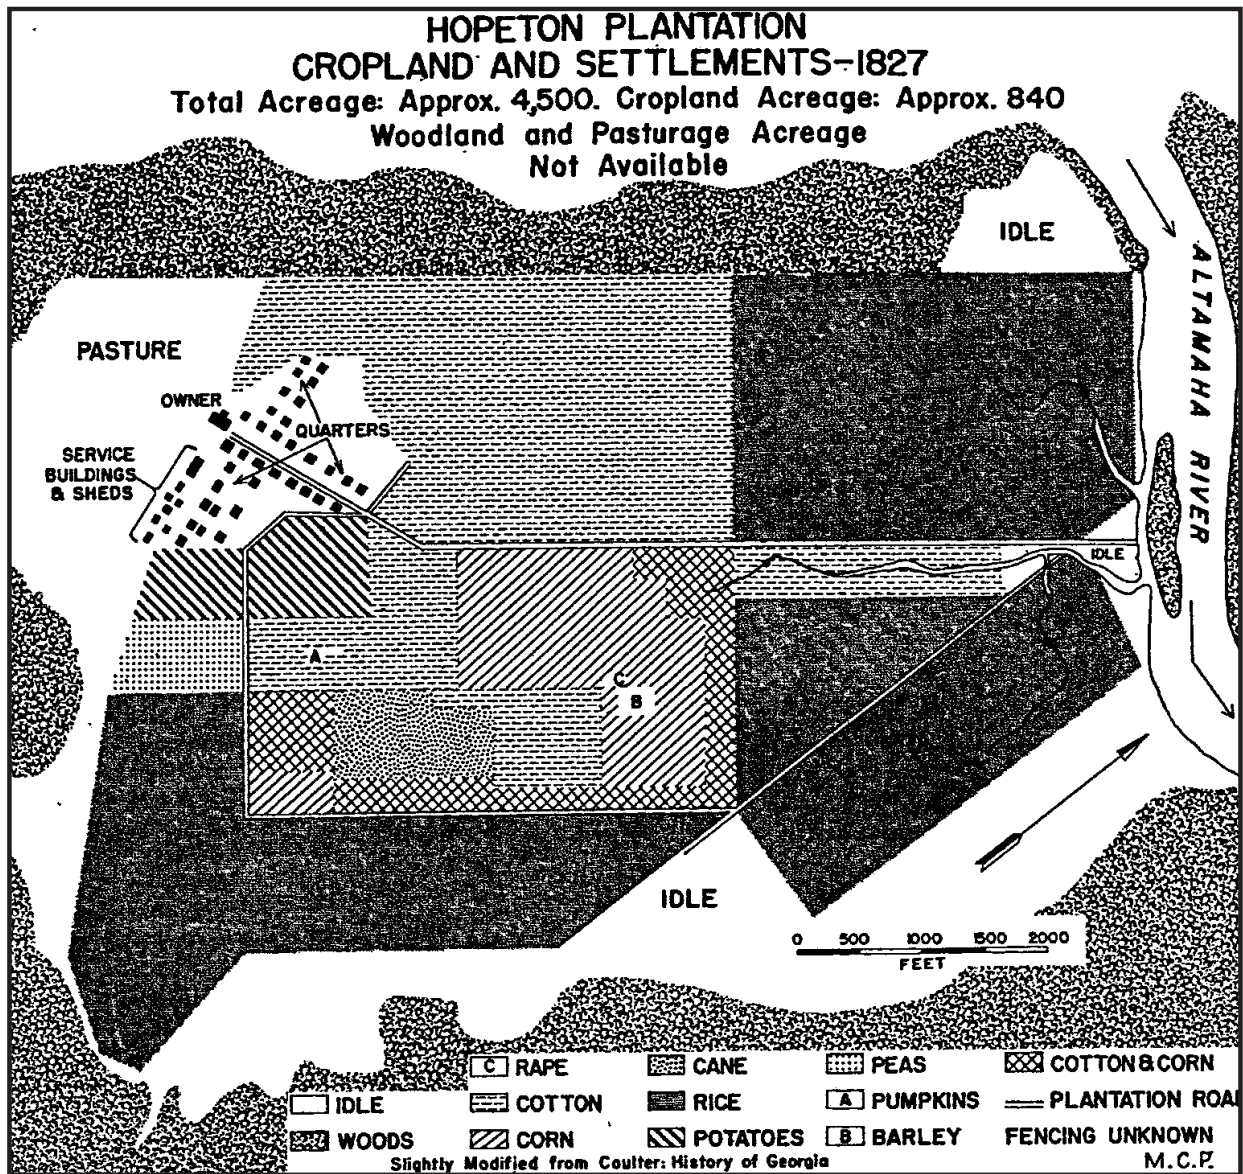 HOPETON PLANTATION
CROPLAND AND SETTLEMENTS-1827
Total Acreage: Approx. 4,500. Cropland Acreage: Approx. 840
Woodland and Pasturage Acreage
Not Available
IDLE
ALTAMAHA RIVER
PASTURE
OWNER
QUARTERS
SERVICE
BUILDINGS
& SHEDS
IDLE
A
C
B
IDLE
0 500 1000 1500 2000
FEET
C RAPE CANE PEAS COTTON & CORN
IDLE COTTON RICE A PUMPKINS PLANTATION ROAD
WOODS CORN POTATOES B BARLEY FENCING UNKNOWN
Slightly Modified from Coulter: History of Georgia M.C.P.